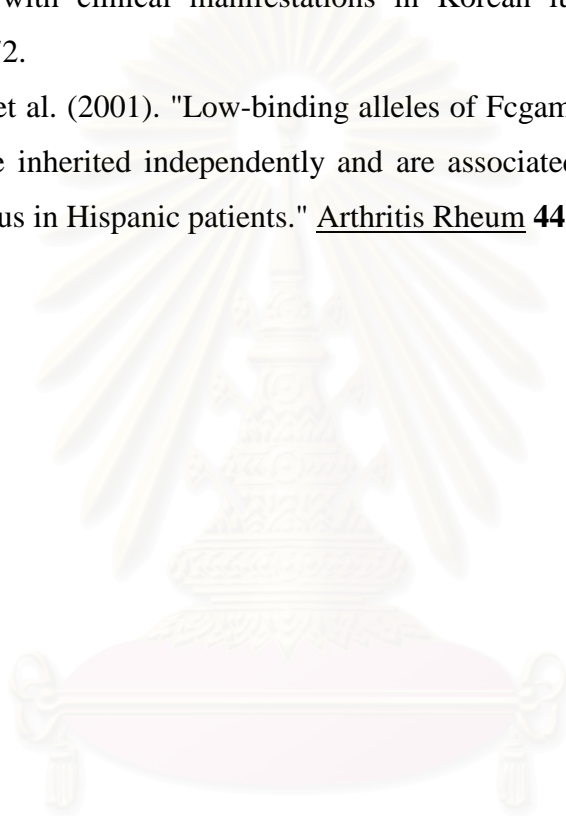 with clinical manifestations in Korean
72.
et al. (2001). "Low-binding alleles of Fcgam
inherited independently and are associated
us in Hispanic patients." Arthritis Rheum 44